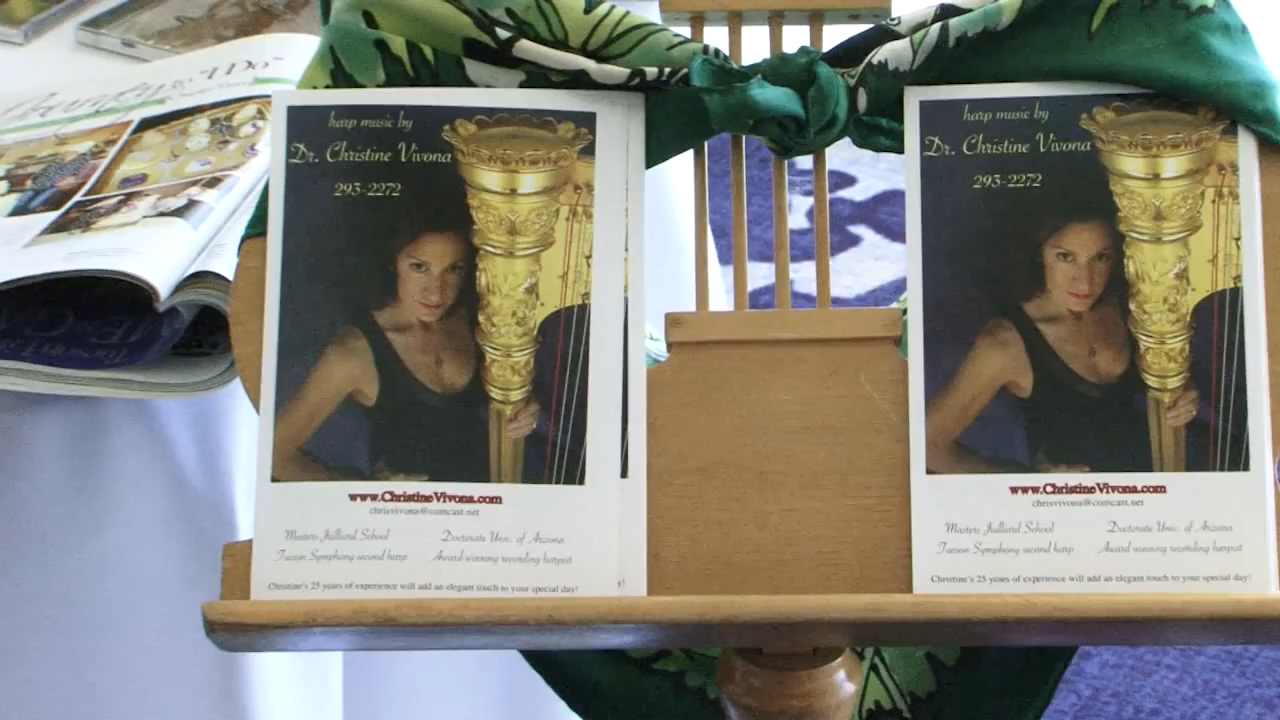 "I Do"
harp music by
Dr. Christine Vivona
293-2272
www.ChristineVivona.com
chrisvivona@comcast.net
Masters Juilliard School
Doctorate Univ. of Arizona
Tucson Symphony second harp
Award winning recording harpist
Christine's 25 years of experience will add an elegant touch to your special day!
y!
harp music by
Dr. Christine Vivona
293-2272
www.ChristineVivona.com
chrisvivona@comcast.net
Masters Juilliard School
Doctorate Univ. of Arizona
Tucson Symphony second harp
Award winning recording harpist
Christine's 25 years of experience will add an elegant touch to your special day!